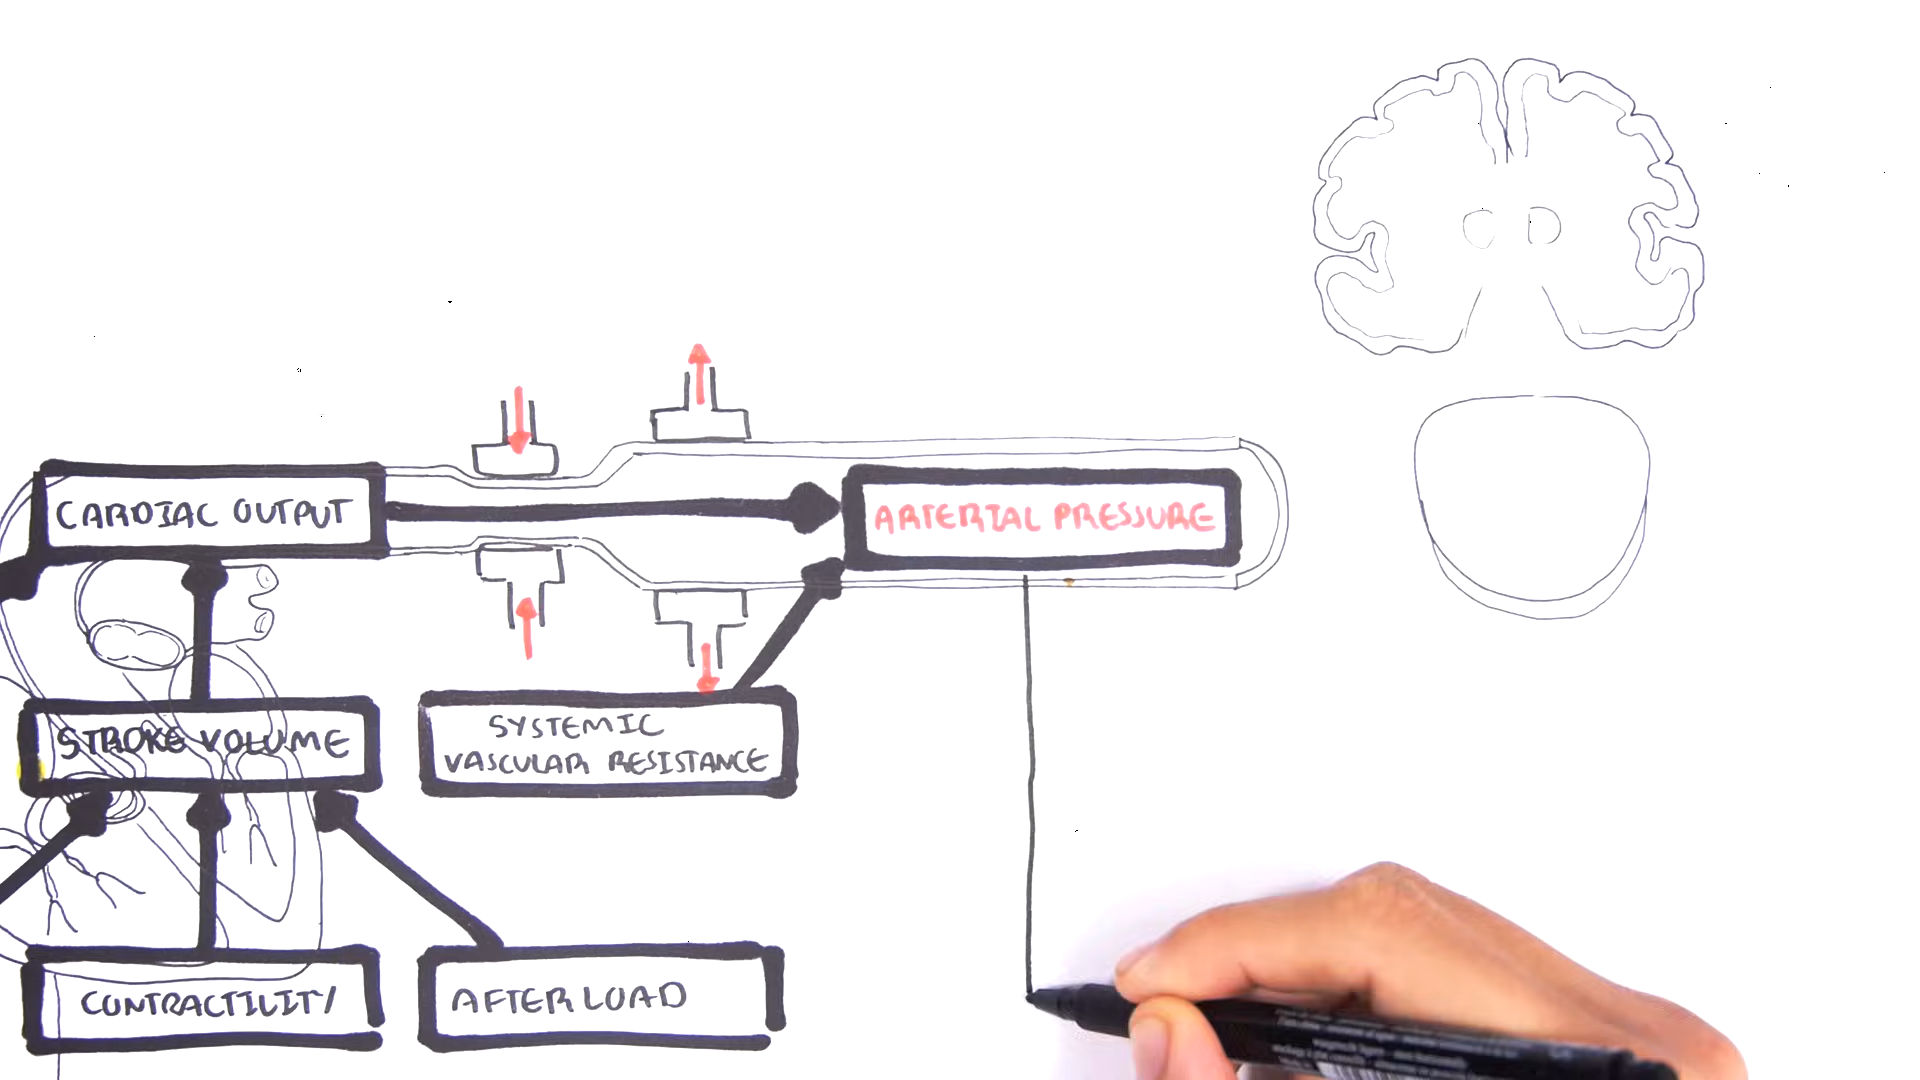 CARDIAC OUTPUT
ARTERIAL PRESSURE
STROKE VOLUME
SYSTEMIC
VASCULAR RESISTANCE
CONTRACTILITY
AFTERLOAD